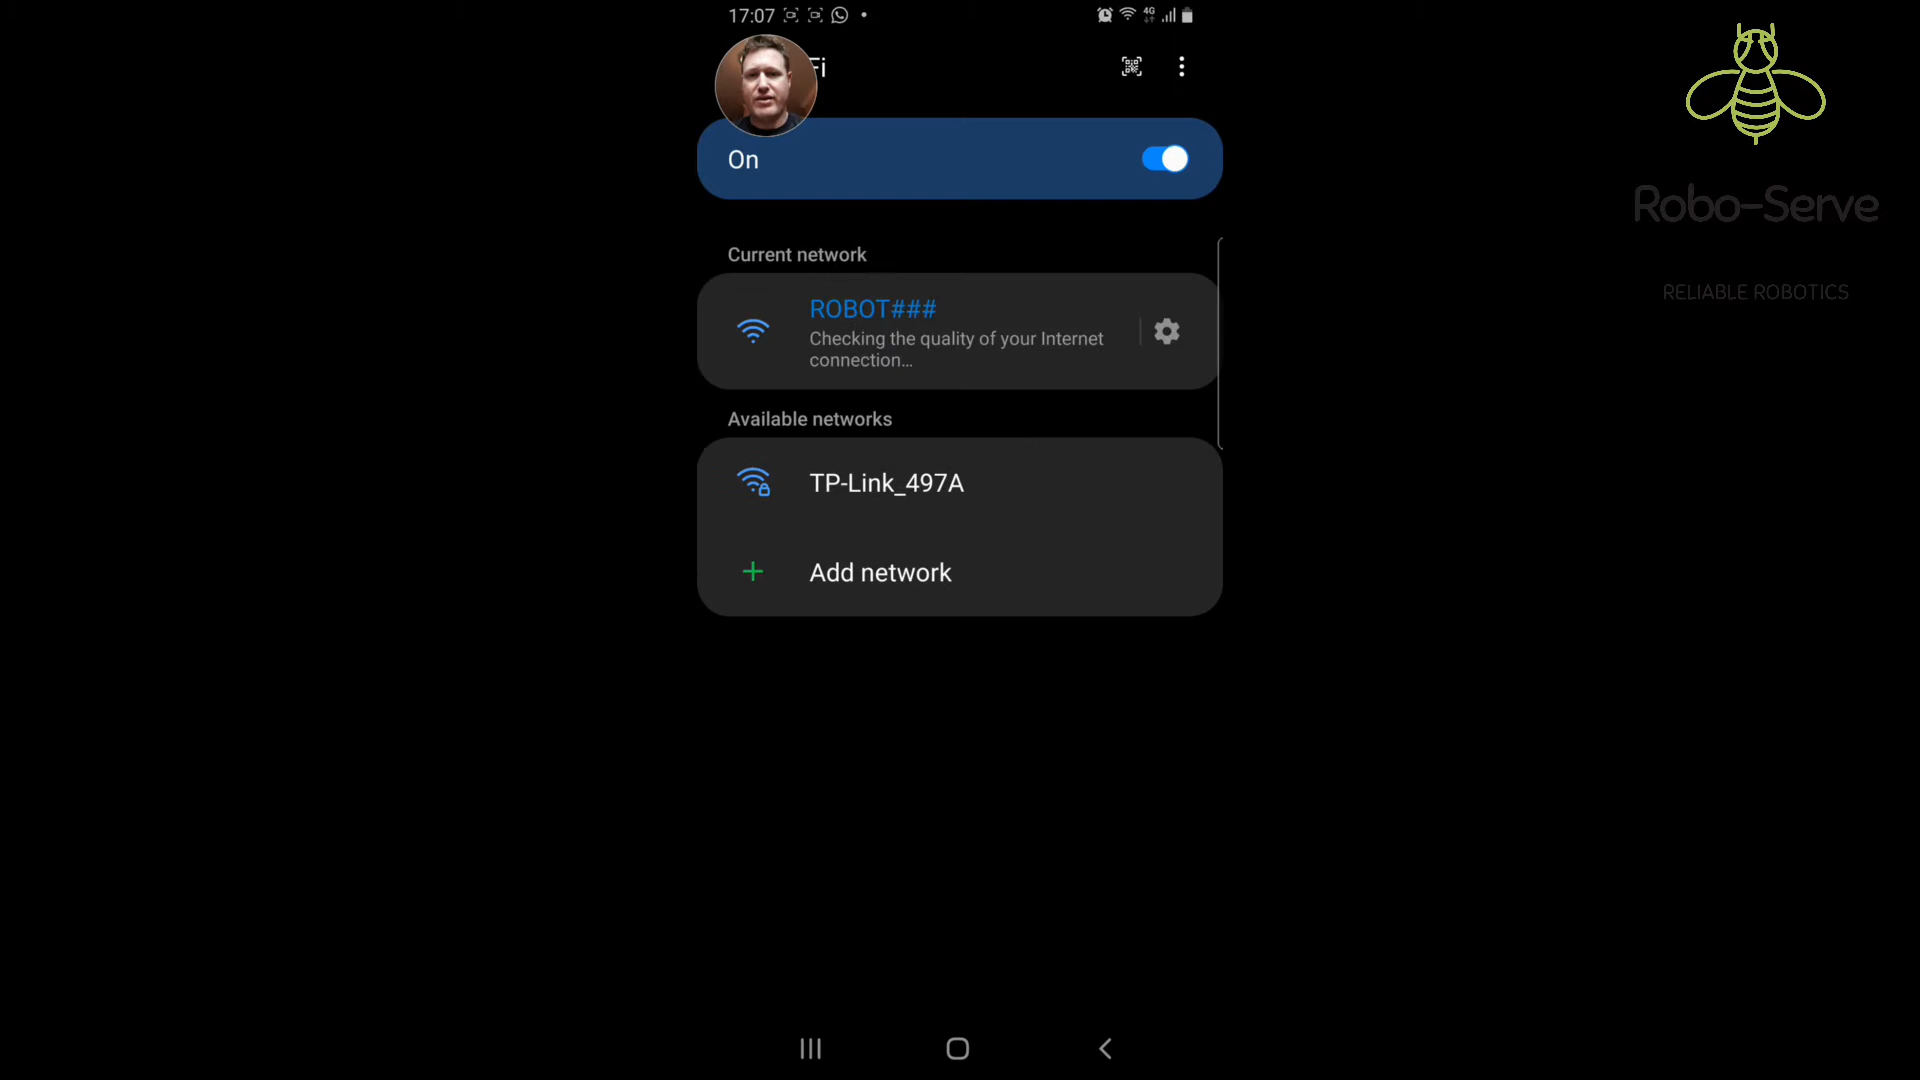 17:07
4G
Fi
On
Current network
ROBOT###
Checking the quality of your Internet
connection...
Available networks
TP-Link_497A
Add network
Robo-Serve
RELIABLE ROBOTICS